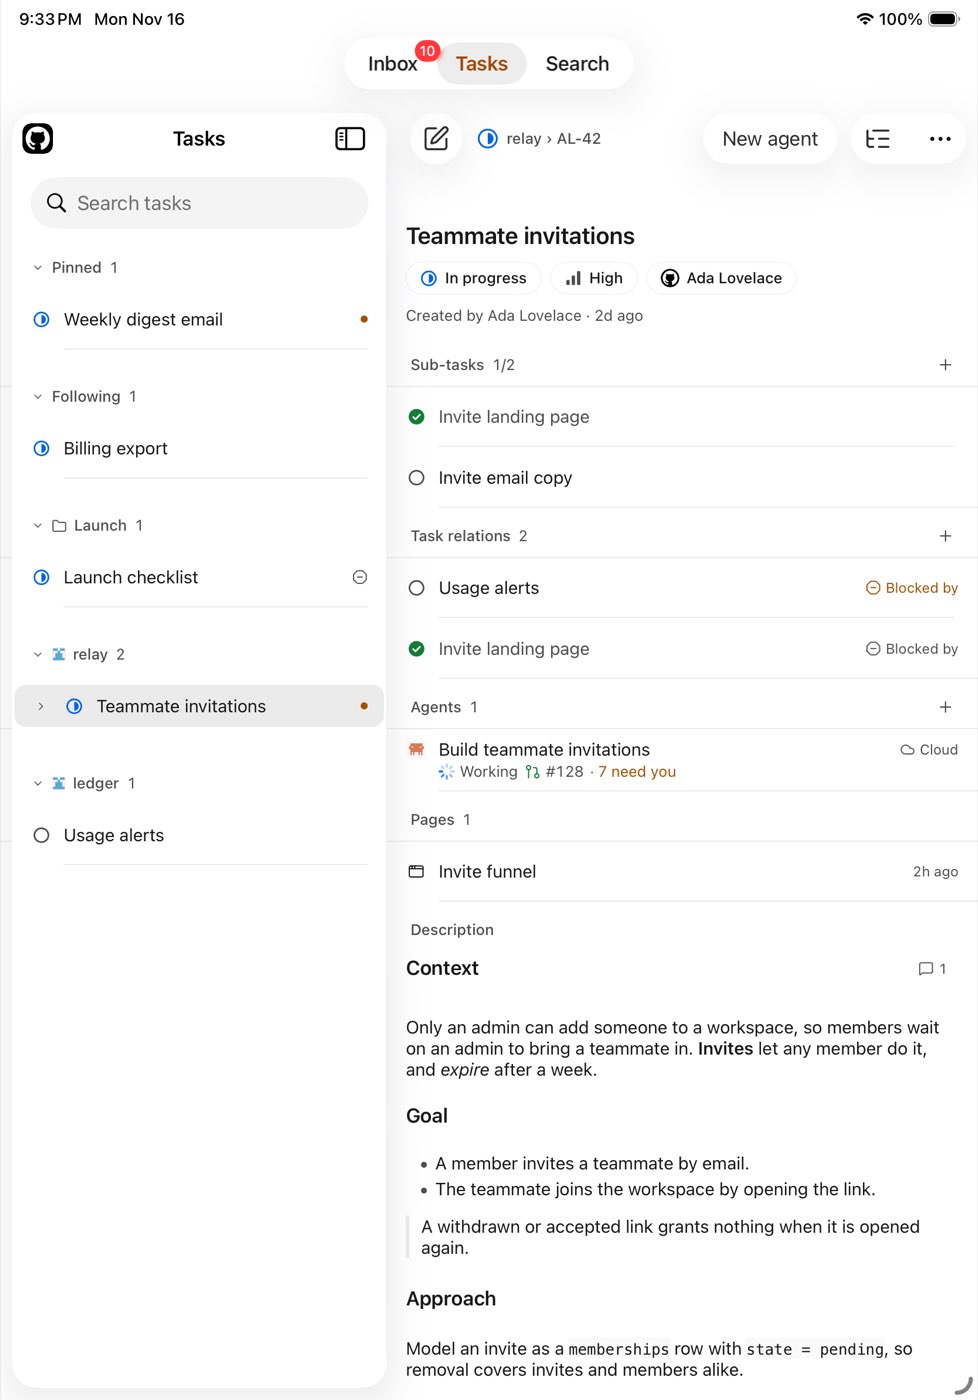 9:33 PM Mon Nov 16
100%
Inbox
10
Tasks
Search
Tasks
Search tasks
Pinned 1
Weekly digest email
Following 1
Billing export
Launch 1
Launch checklist
relay 2
Teammate invitations
ledger 1
Usage alerts
relay › AL-42
New agent
Teammate invitations
In progress
High
Ada Lovelace
Created by Ada Lovelace · 2d ago
Sub-tasks 1/2
Invite landing page
Invite email copy
Task relations 2
Usage alerts
Blocked by
Invite landing page
Blocked by
Agents 1
Build teammate invitations
Cloud
Working #128 · 7 need you
Pages 1
Invite funnel
2h ago
Description
Context
1
Only an admin can add someone to a workspace, so members wait
on an admin to bring a teammate in. Invites let any member do it,
and expire after a week.
Goal
• A member invites a teammate by email.
• The teammate joins the workspace by opening the link.
A withdrawn or accepted link grants nothing when it is opened
again.
Approach
Model an invite as a memberships row with state = pending, so
removal covers invites and members alike.